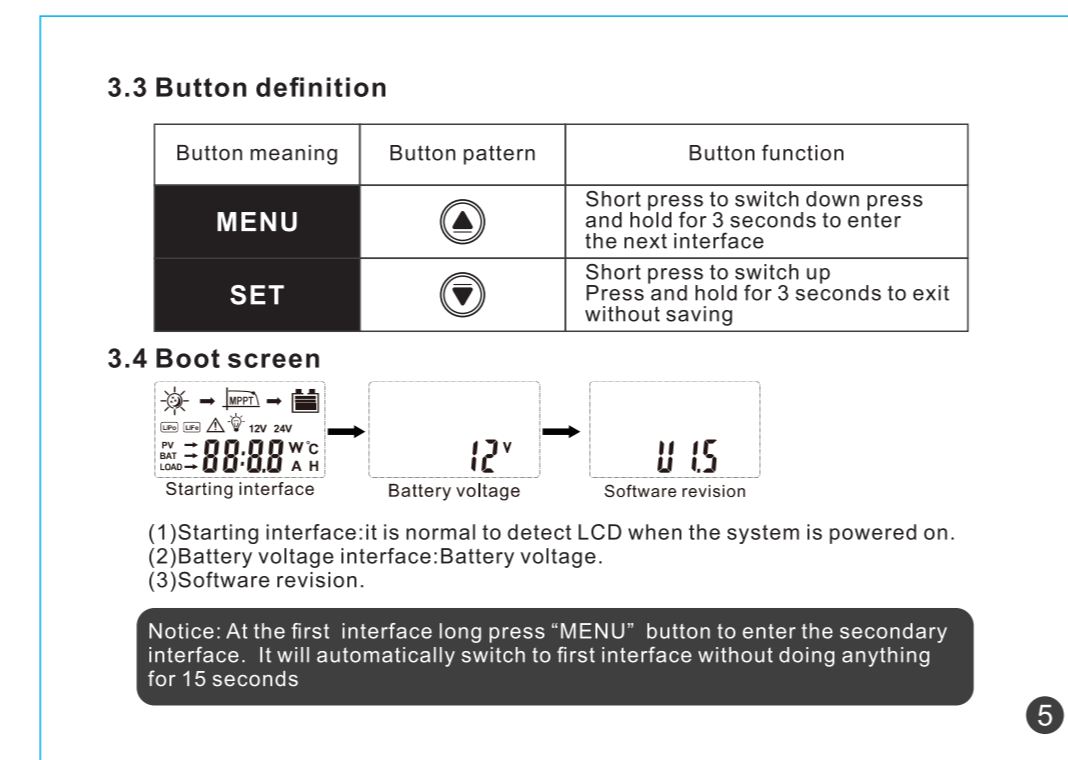 3.3 Button definition
Button meaning Button pattern Button function
MENU
Short press to switch down press
and hold for 3 seconds to enter
the next interface
SET
Short press to switch up
Press and hold for 3 seconds to exit
without saving
3.4 Boot screen
MPPT
LiPo LiFe 12V 24V
PV
BAT
LOAD
88:8.8
W °C
A H
12 V
U 1.5
Starting interface Battery voltage Software revision
(1)Starting interface:it is normal to detect LCD when the system is powered on.
(2)Battery voltage interface:Battery voltage.
(3)Software revision.
Notice: At the first interface long press “MENU” button to enter the secondary
interface. It will automatically switch to first interface without doing anything
for 15 seconds
5